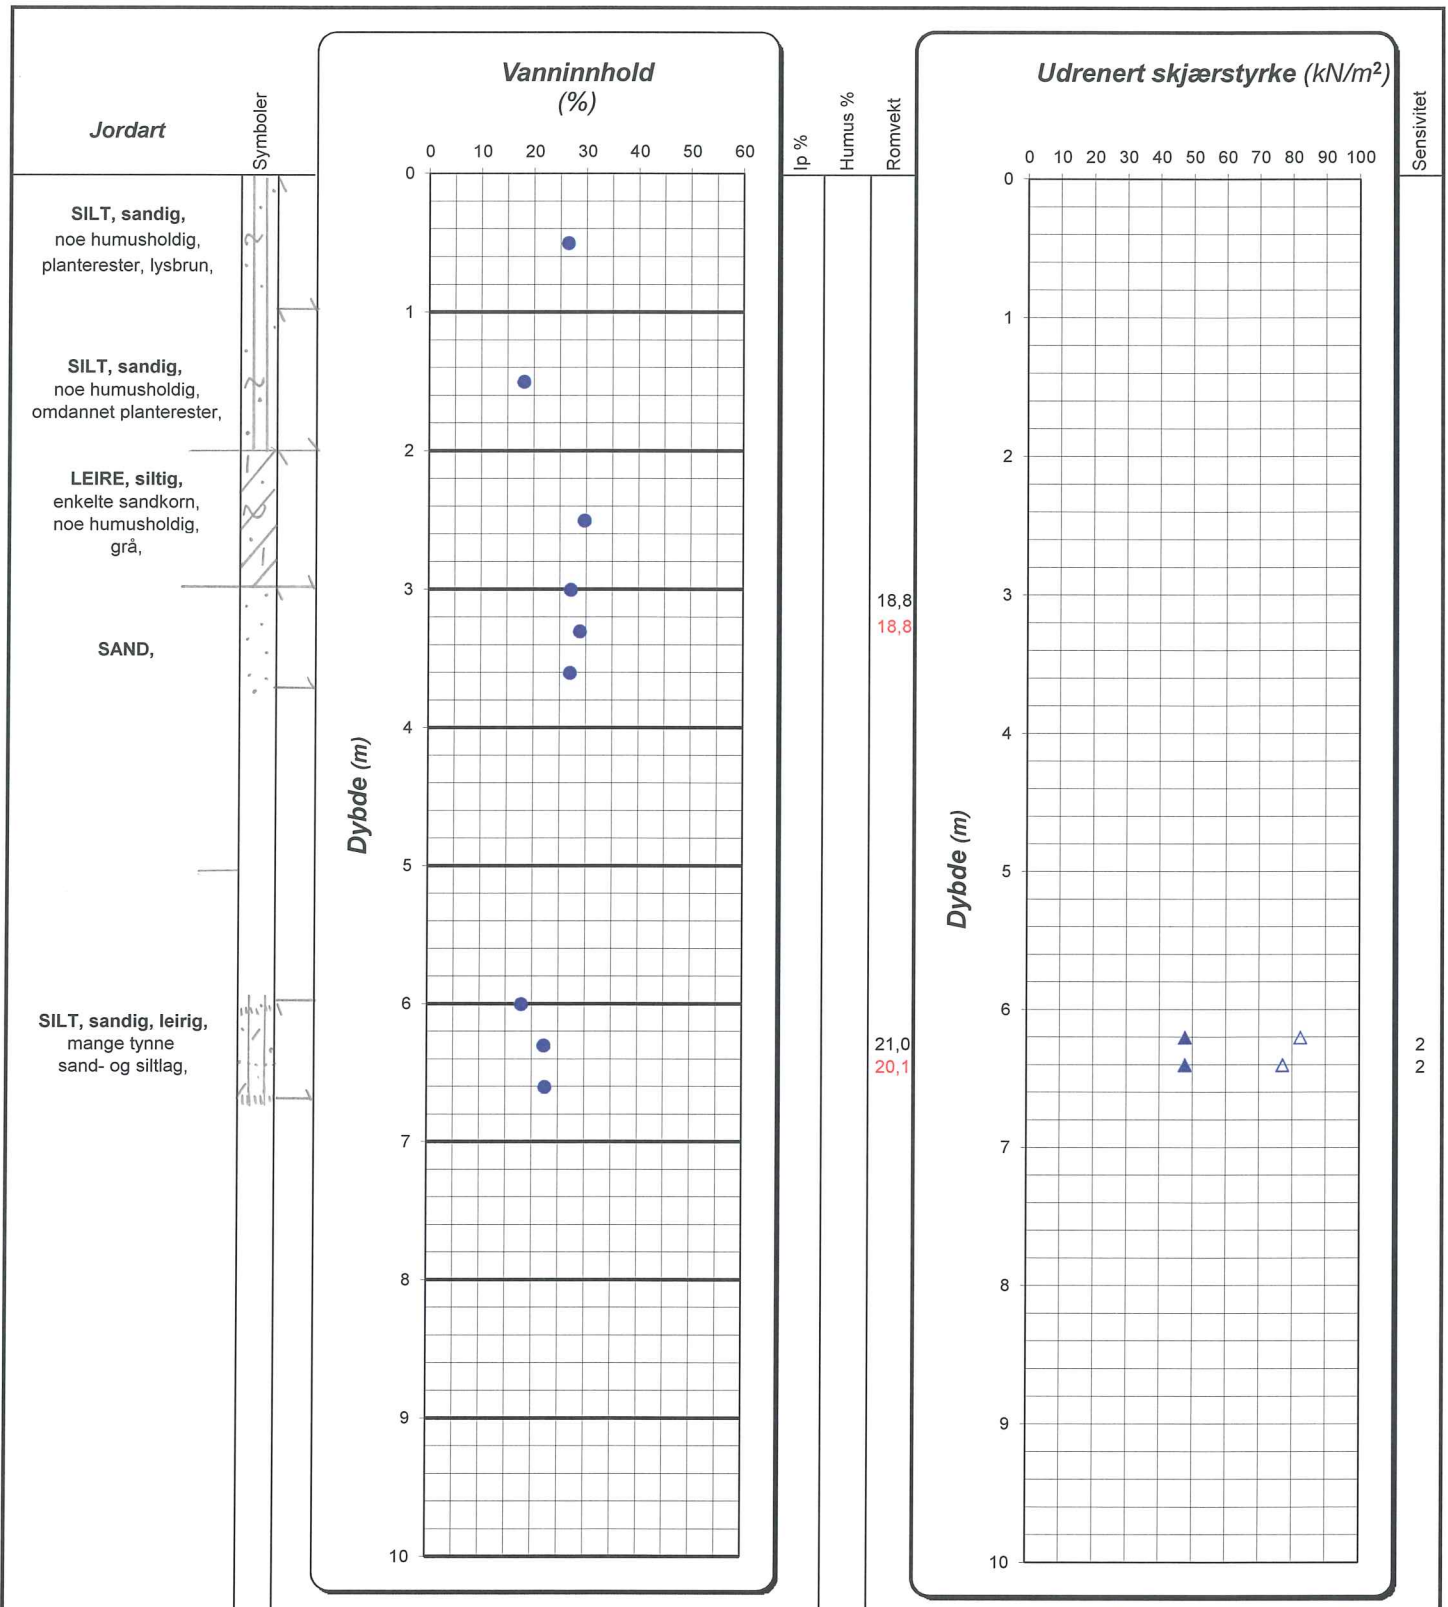 Jordart
Symboler
Vanninnhold
(%)
Ip %
Humus %
Romvekt
Udrenert skjærstyrke (kN/m²)
Sensivitet
0 10 20 30 40 50 60
0 10 20 30 40 50 60 70 80 90 100
SILT, sandig,
noe humusholdig,
planterester, lysbrun,
SILT, sandig,
noe humusholdig,
omdannet planterester,
LEIRE, siltig,
enkelte sandkorn,
noe humusholdig,
grå,
SAND,
SILT, sandig, leirig,
mange tynne
sand- og siltlag,
Dybde (m)
0
1
2
3
4
5
6
7
8
9
10
18,8
18,8
21,0
20,1
Dybde (m)
0
1
2
3
4
5
6
7
8
9
10
2
2